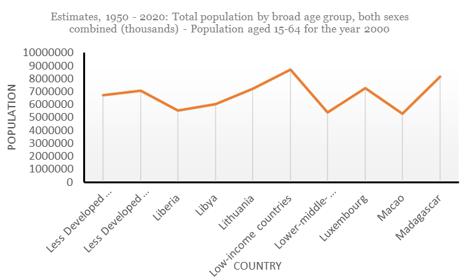 Estimates, 1950 - 2020: Total population by broad age group, both sexes
combined (thousands) - Population aged 15-64 for the year 2000
POPULATION
10000000
9000000
8000000
7000000
6000000
5000000
4000000
3000000
2000000
1000000
0
Less Developed...
Less Developed...
Liberia
Libya
Lithuania
Low-income countries
Lower-middle-...
Luxembourg
Macao
Madagascar
COUNTRY